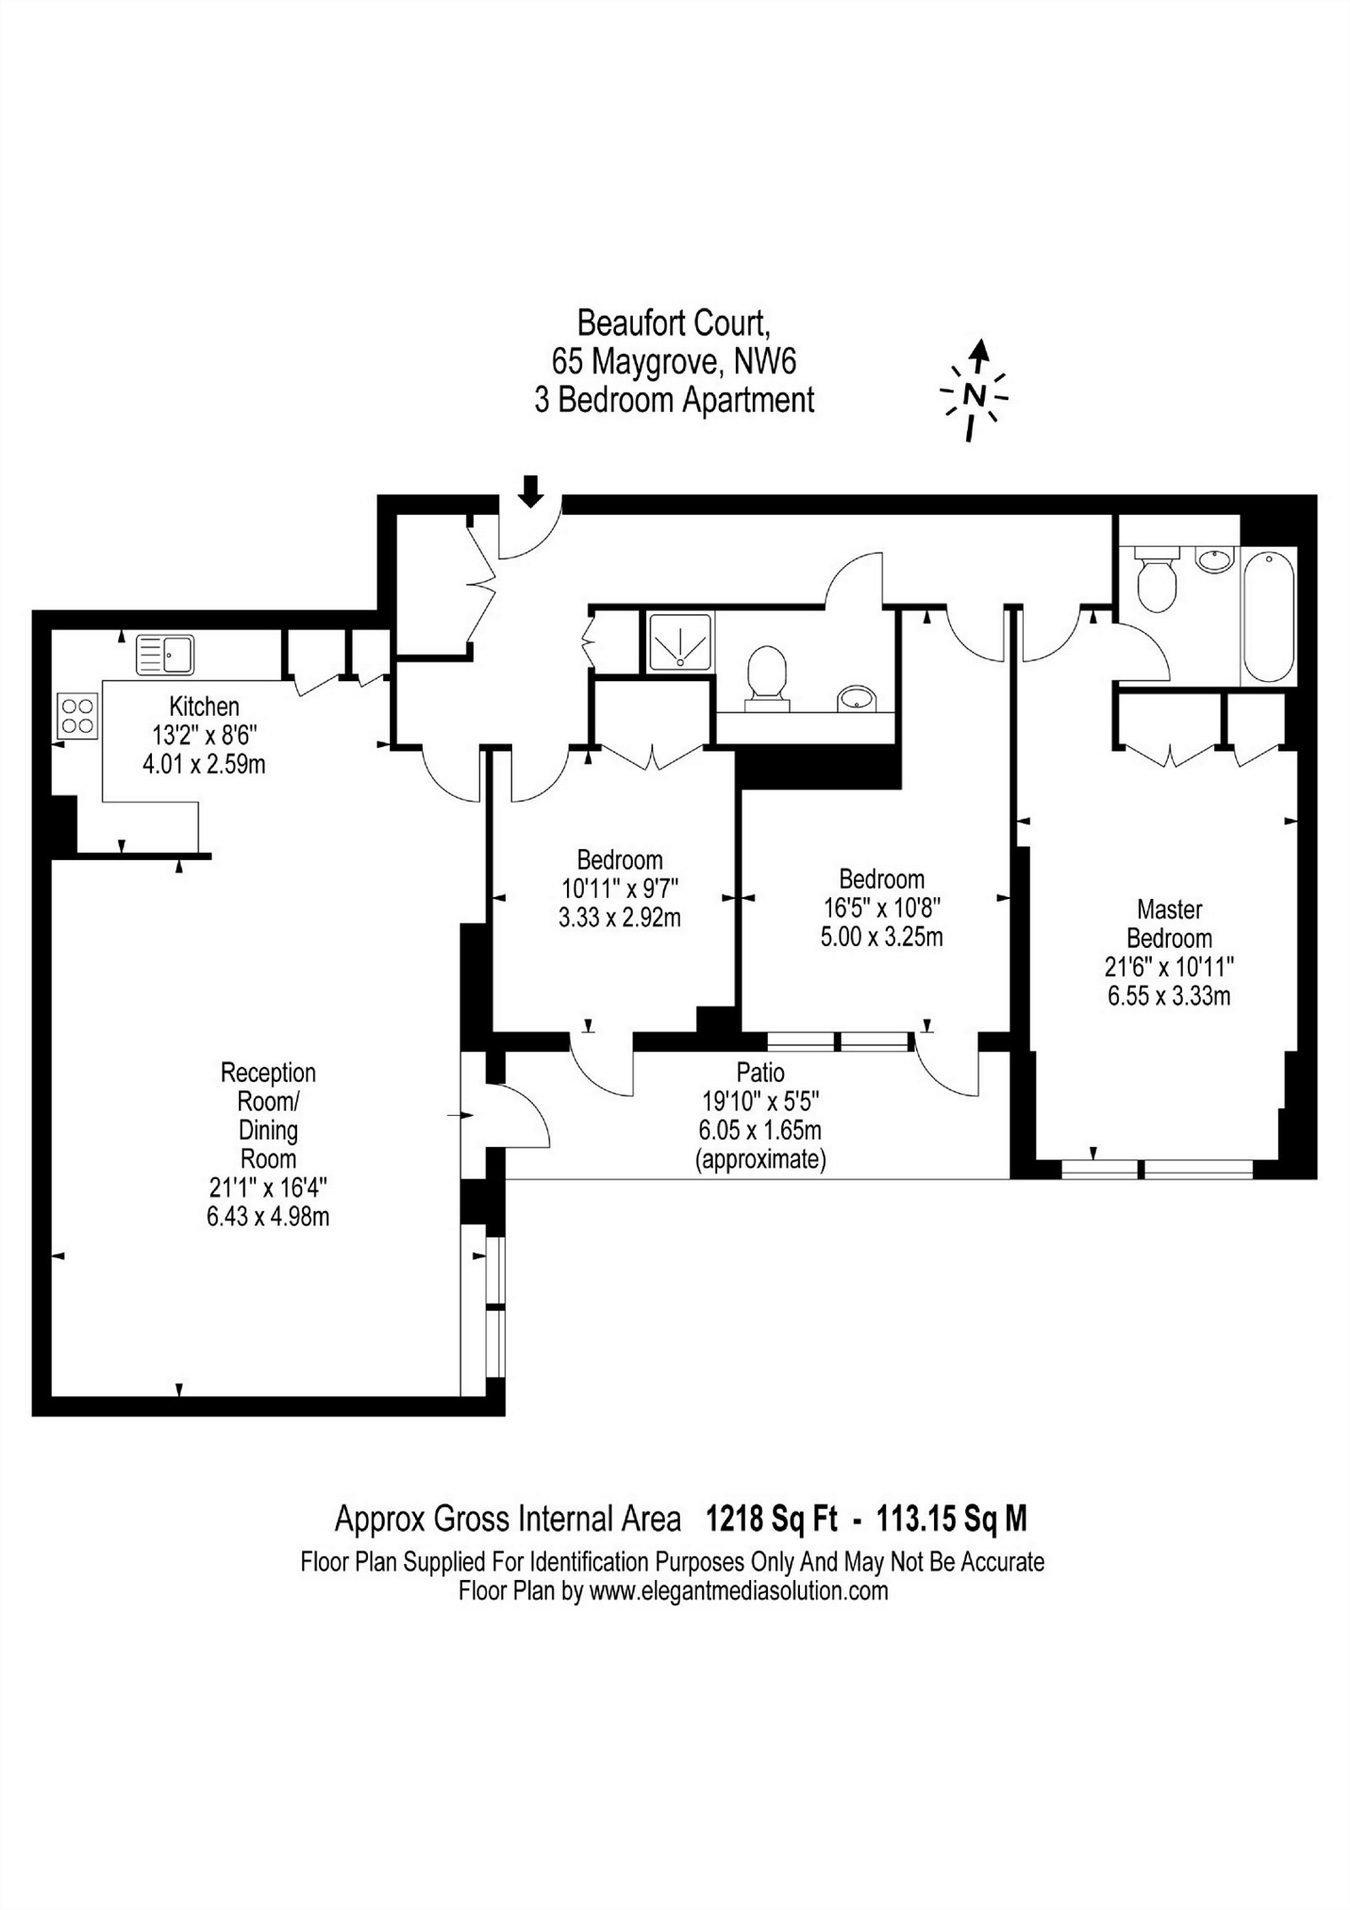 Beaufort Court,
65 Maygrove, NW6
3 Bedroom Apartment
N
Kitchen
13'2" x 8'6"
4.01 x 2.59m
Bedroom
10'11" x 9'7"
3.33 x 2.92m
Bedroom
16'5" x 10'8"
5.00 x 3.25m
Master
Bedroom
21'6" x 10'11"
6.55 x 3.33m
Reception
Room/
Dining
Room
21'1" x 16'4"
6.43 x 4.98m
Patio
19'10" x 5'5"
6.05 x 1.65m
(approximate)
Approx Gross Internal Area 1218 Sq Ft - 113.15 Sq M
Floor Plan Supplied For Identification Purposes Only And May Not Be Accurate
Floor Plan by www.elegantmediasolution.com